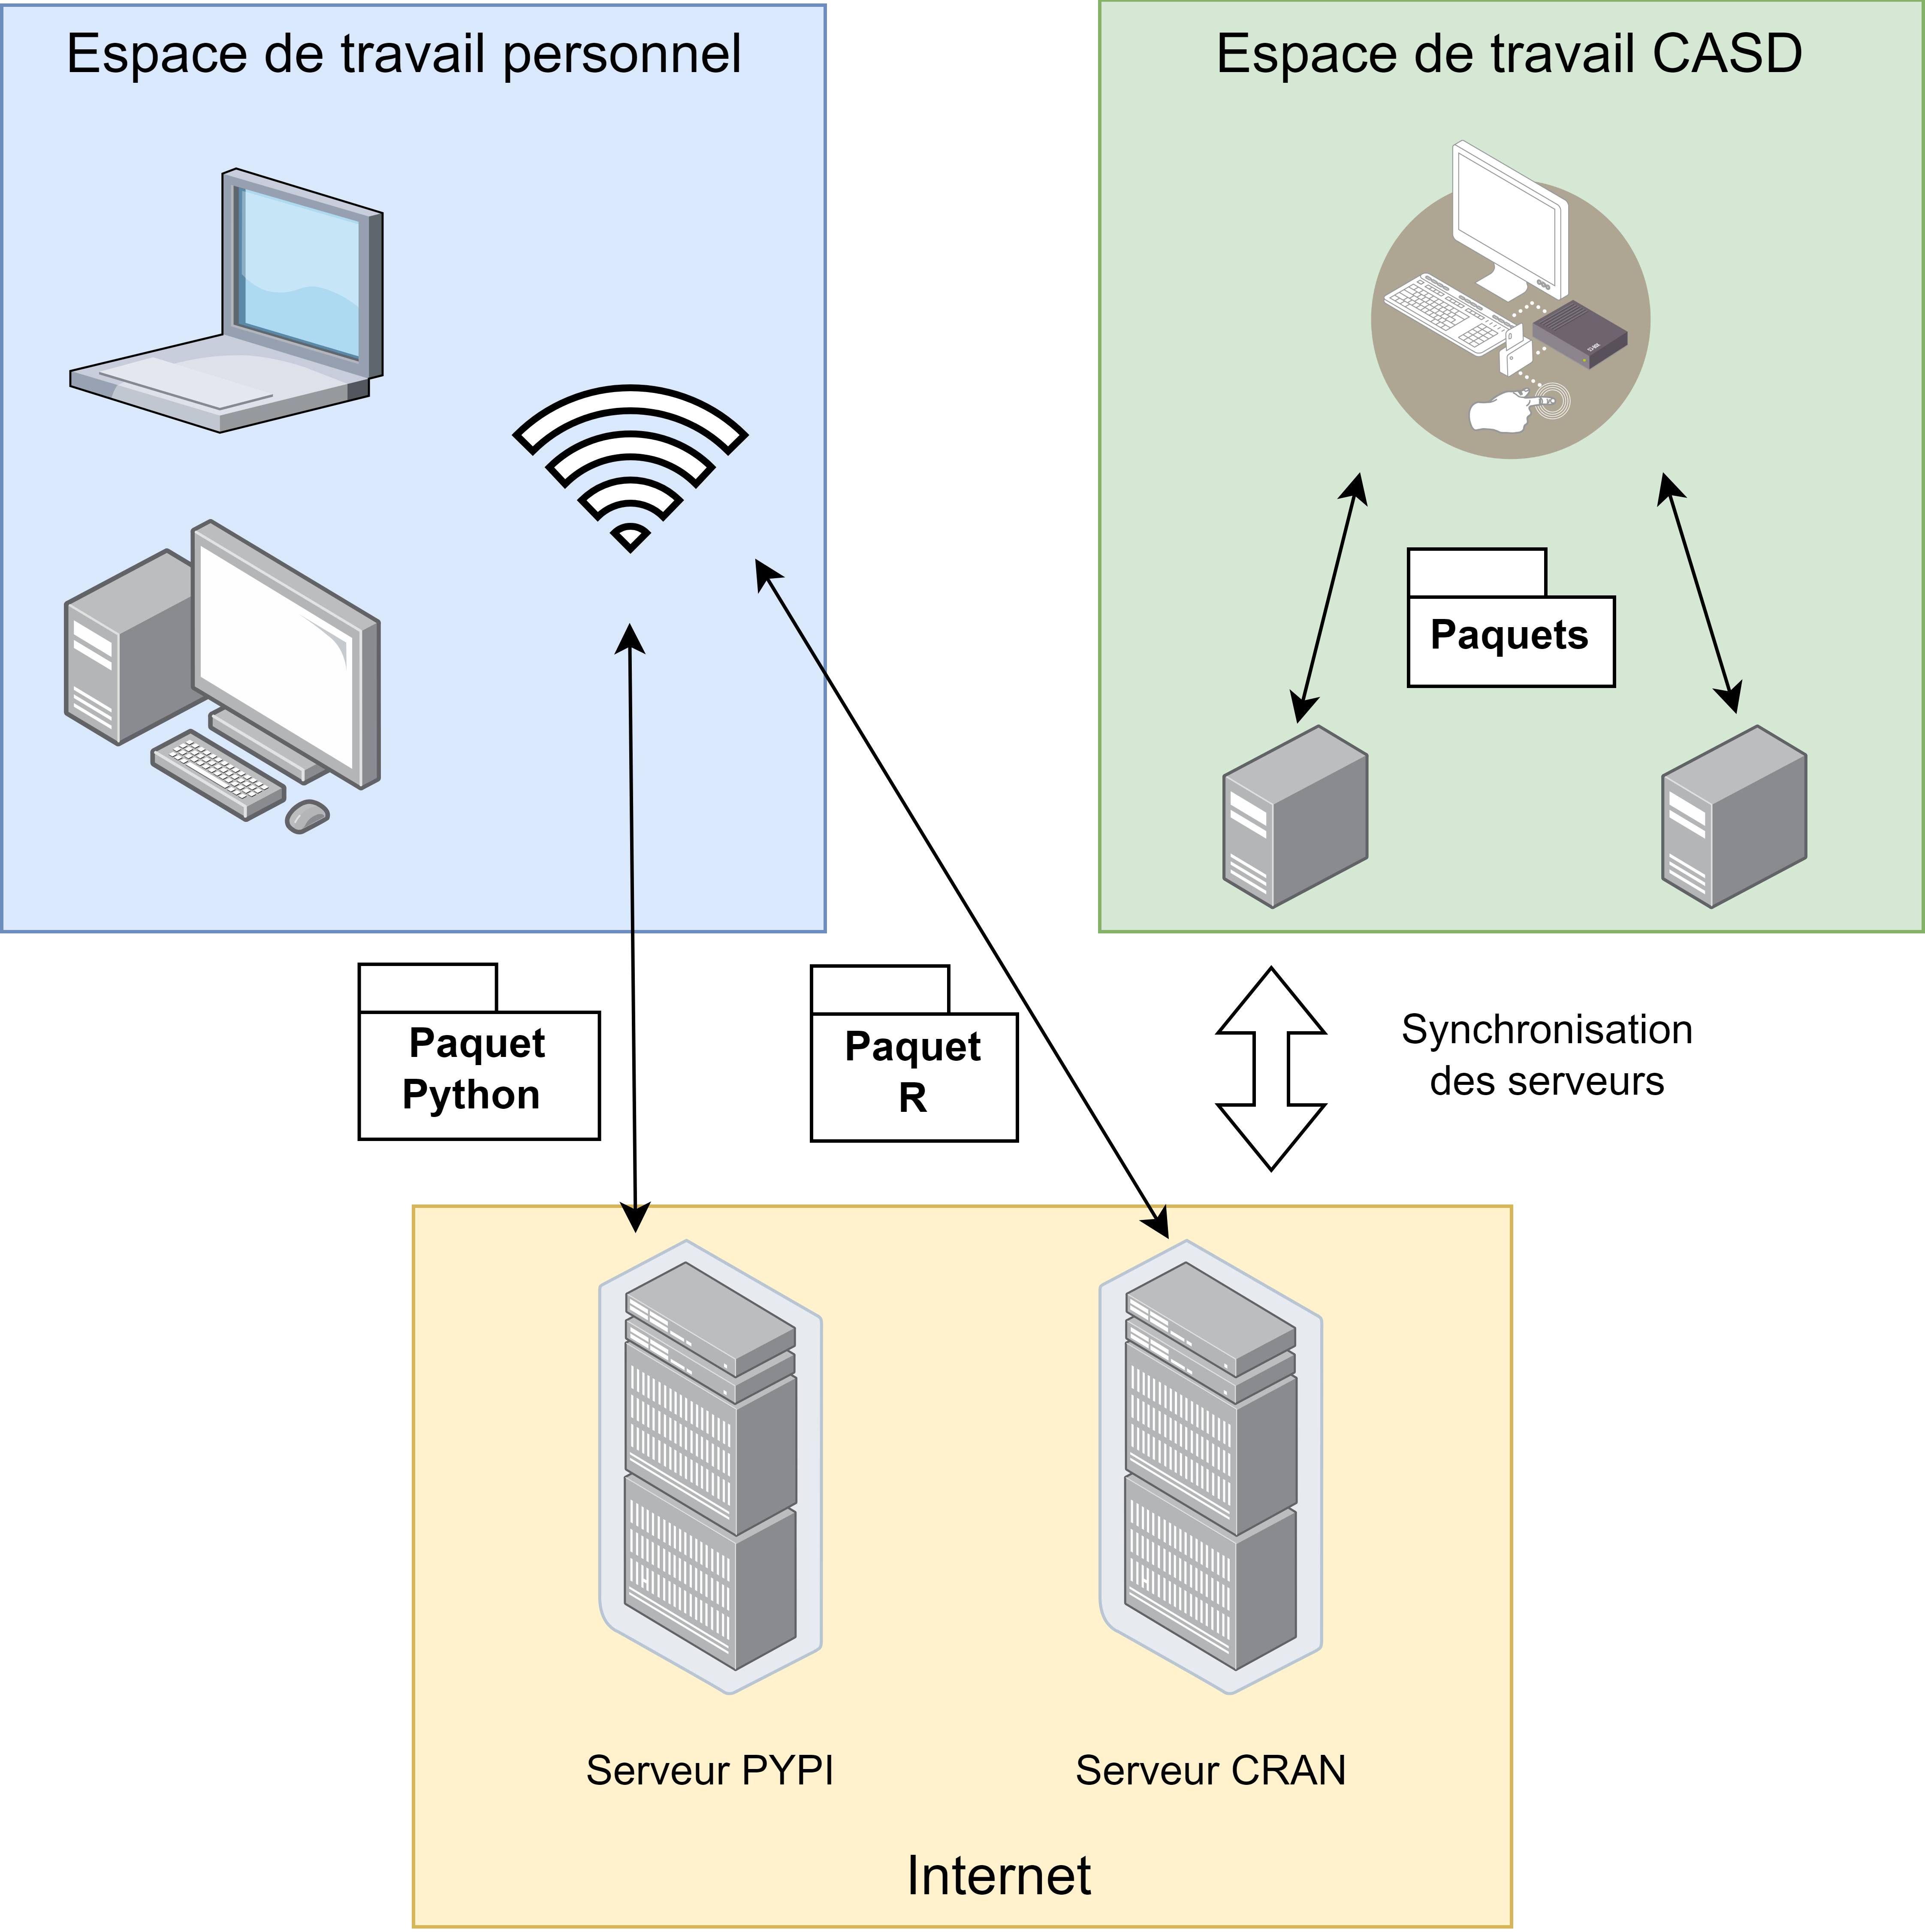 Espace de travail personnel
Espace de travail CASD
Paquets
Paquet
Python
Paquet
R
Synchronisation
des serveurs
Serveur PYPI
Serveur CRAN
Internet